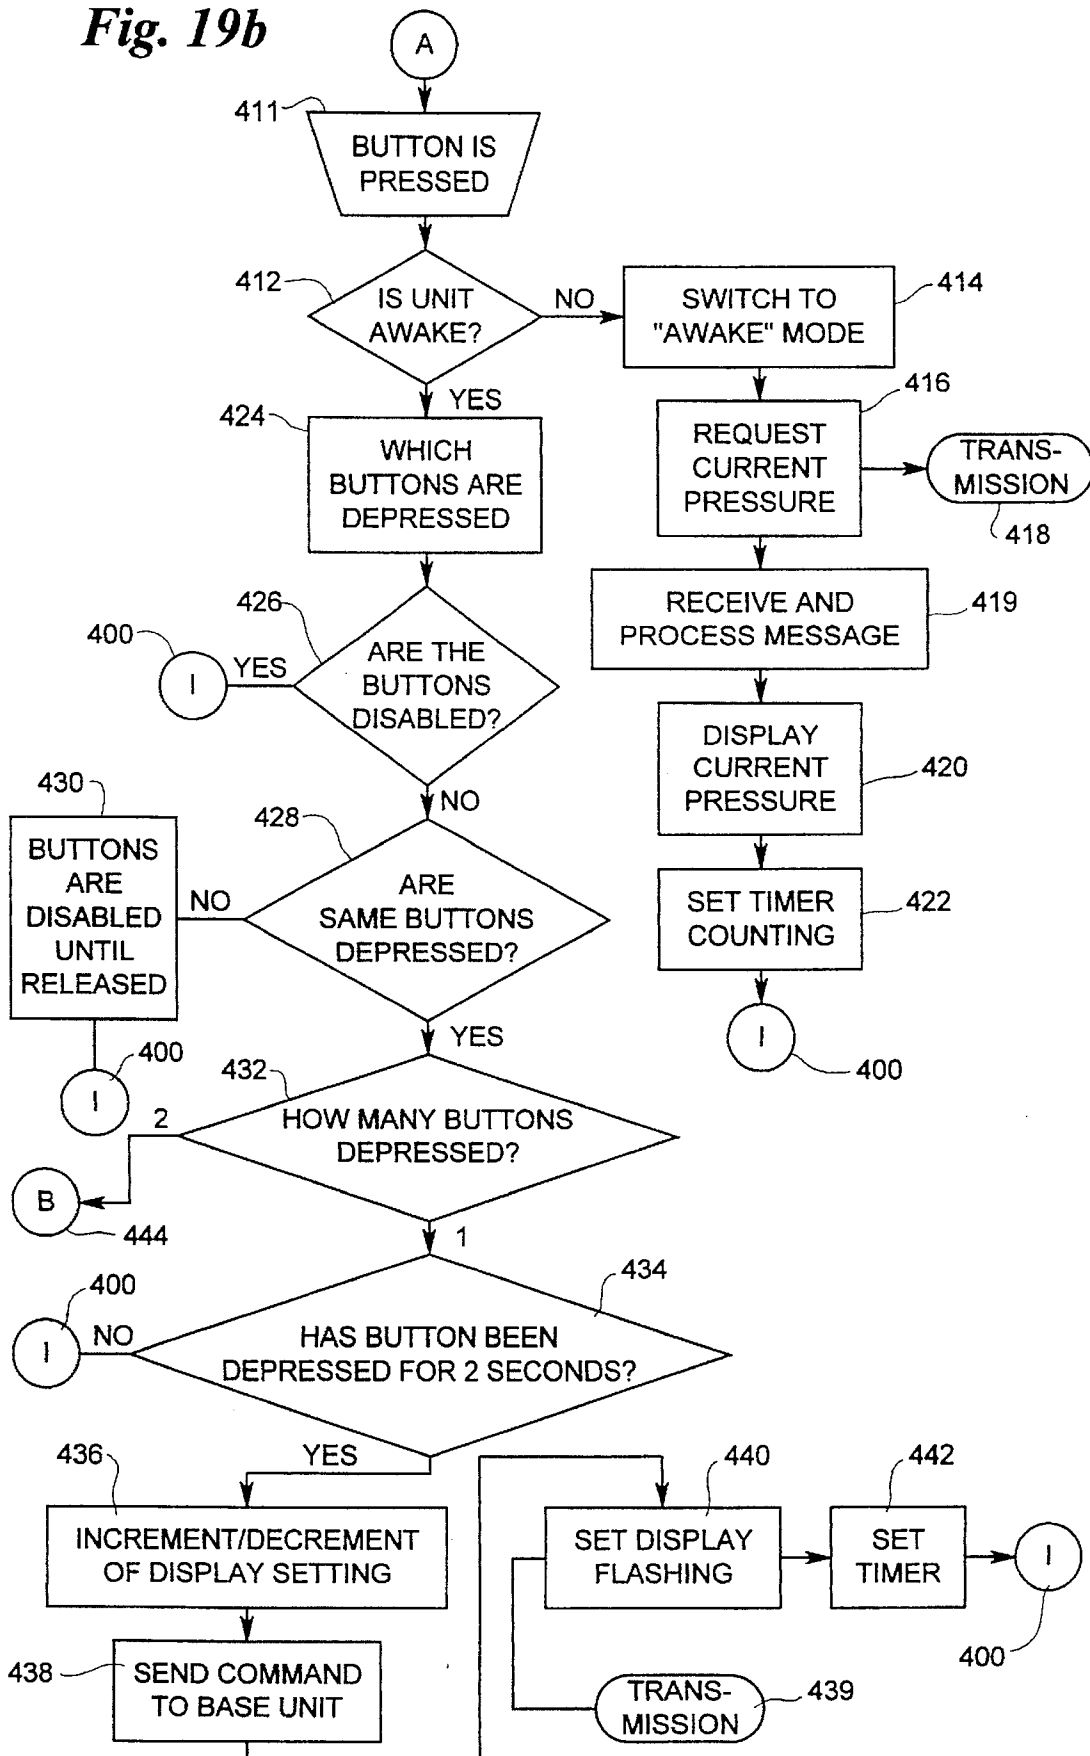 Fig. 19b
A
411
BUTTON IS
PRESSED
412
IS UNIT
AWAKE?
NO
SWITCH TO
"AWAKE" MODE
414
YES
424
WHICH
BUTTONS ARE
DEPRESSED
416
REQUEST
CURRENT
PRESSURE
TRANS-
MISSION
418
426
ARE THE
BUTTONS
DISABLED?
YES
400
I
RECEIVE AND
PROCESS MESSAGE
419
DISPLAY
CURRENT
PRESSURE
420
NO
430
BUTTONS
ARE
DISABLED
UNTIL
RELEASED
NO
428
ARE
SAME BUTTONS
DEPRESSED?
SET TIMER
COUNTING
422
I
400
400
I
YES
432
HOW MANY BUTTONS
DEPRESSED?
2
B
444
1
434
HAS BUTTON BEEN
DEPRESSED FOR 2 SECONDS?
400
I
NO
YES
436
INCREMENT/DECREMENT
OF DISPLAY SETTING
440
SET DISPLAY
FLASHING
442
SET
TIMER
I
400
438
SEND COMMAND
TO BASE UNIT
TRANS-
MISSION
439